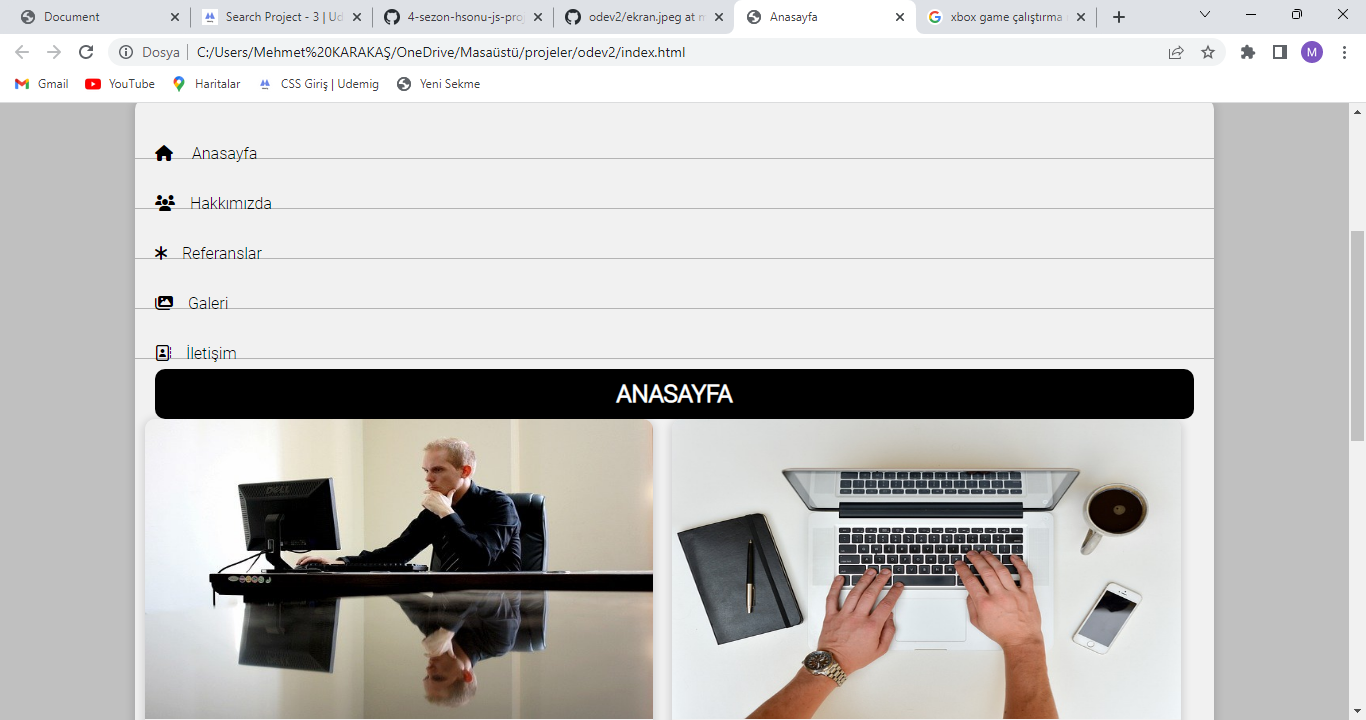 Document
Search Project - 3 | Ud
4-sezon-hsonu-js-proj
odev2/ekran.jpeg at m
Anasayfa
xbox game çalıştırma
Dosya
C:/Users/Mehmet%20KARAKAŞ/OneDrive/Masaüstü/projeler/odev2/index.html
M
Gmail
YouTube
Haritalar
CSS Giriş | Udemig
Yeni Sekme
Anasayfa
Hakkımızda
Referanslar
Galeri
İletişim
ANASAYFA
DELL